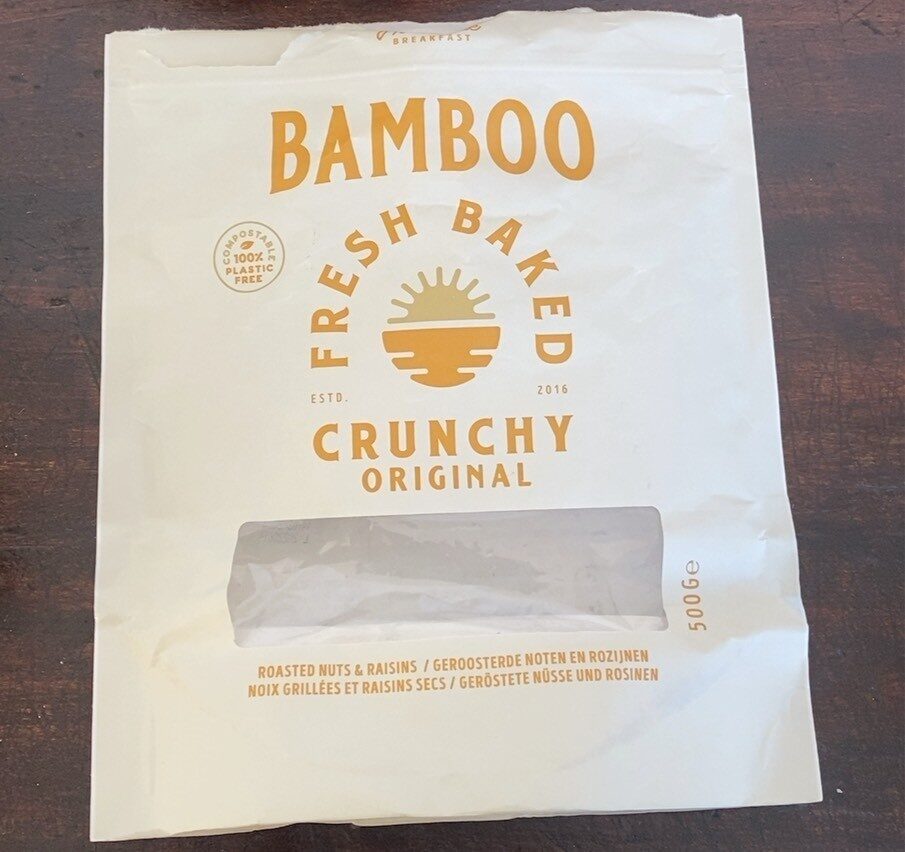 BREAKFAST
BAMBOO
FRESH BAKED
COMPOSTABLE
100%
PLASTIC
FREE
ESTD.
2016
CRUNCHY
ORIGINAL
500Ge
ROASTED NUTS & RAISINS / GEROOSTERDE NOTEN EN ROZIJNEN
NOIX GRILLÉES ET RAISINS SECS / GERÖSTETE NÜSSE UND ROSINEN